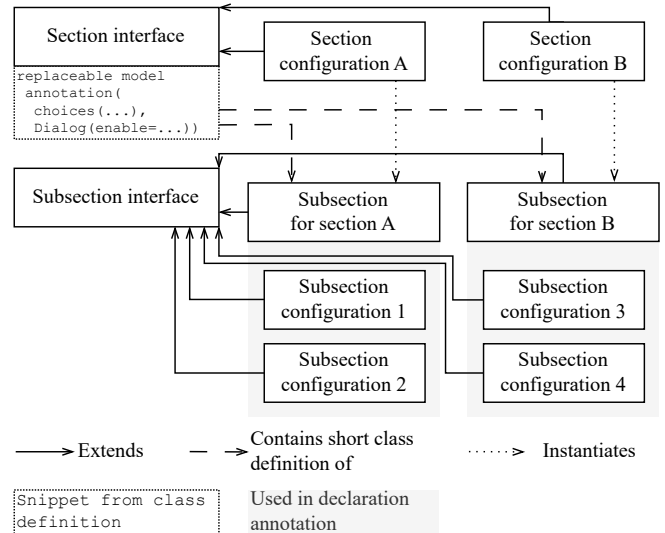 Section interface
Section
configuration A
Section
configuration B
replaceable model
annotation(
choices(...),
Dialog(enable=...))
Subsection interface
Subsection
for section A
Subsection
for section B
Subsection
configuration 1
Subsection
configuration 3
Subsection
configuration 2
Subsection
configuration 4
Extends
Contains short class
definition of
Instantiates
Snippet from class
definition
Used in declaration
annotation